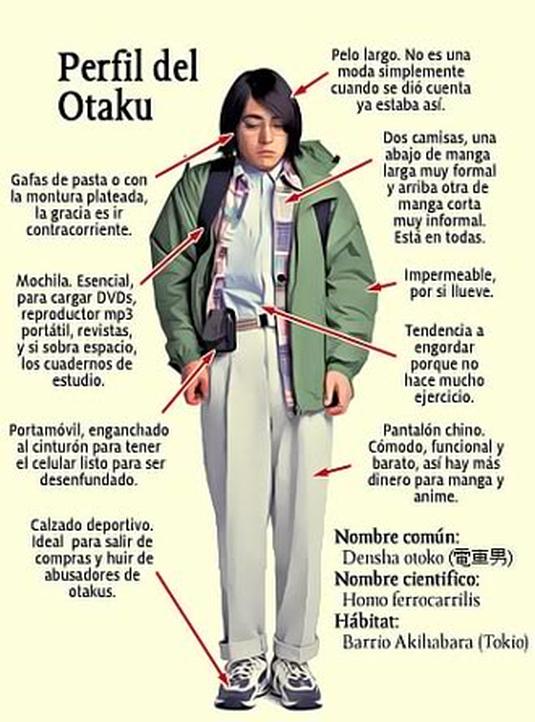 Perfil del
Otaku
Pelo largo. No es una
moda simplemente
cuando se dió cuenta
ya estaba así.
Dos camisas, una
abajo de manga
larga muy formal
y arriba otra de
manga corta
muy informal.
Está en todas.
Gafas de pasta o con
la montura plateada,
la gracia es ir
contracorriente.
Mochila. Esencial,
para cargar DVDs,
reproductor mp3
portátil, revistas,
y si sobra espacio,
los cuadernos de
estudio.
Impermeable,
por si llueve.
Tendencia a
engordar
porque no
hace mucho
ejercicio.
Portamóvil, enganchado
al cinturón para tener
el celular listo para ser
desenfundado.
Pantalón chino.
Cómodo, funcional y
barato, así hay más
dinero para manga y
anime.
Calzado deportivo.
Ideal para salir de
compras y huir de
abusadores de
otakus.
Nombre común:
Densha otoko (電車男)
Nombre cientifico:
Homo ferrocarrilis
Hábitat:
Barrio Akihabara (Tokio)